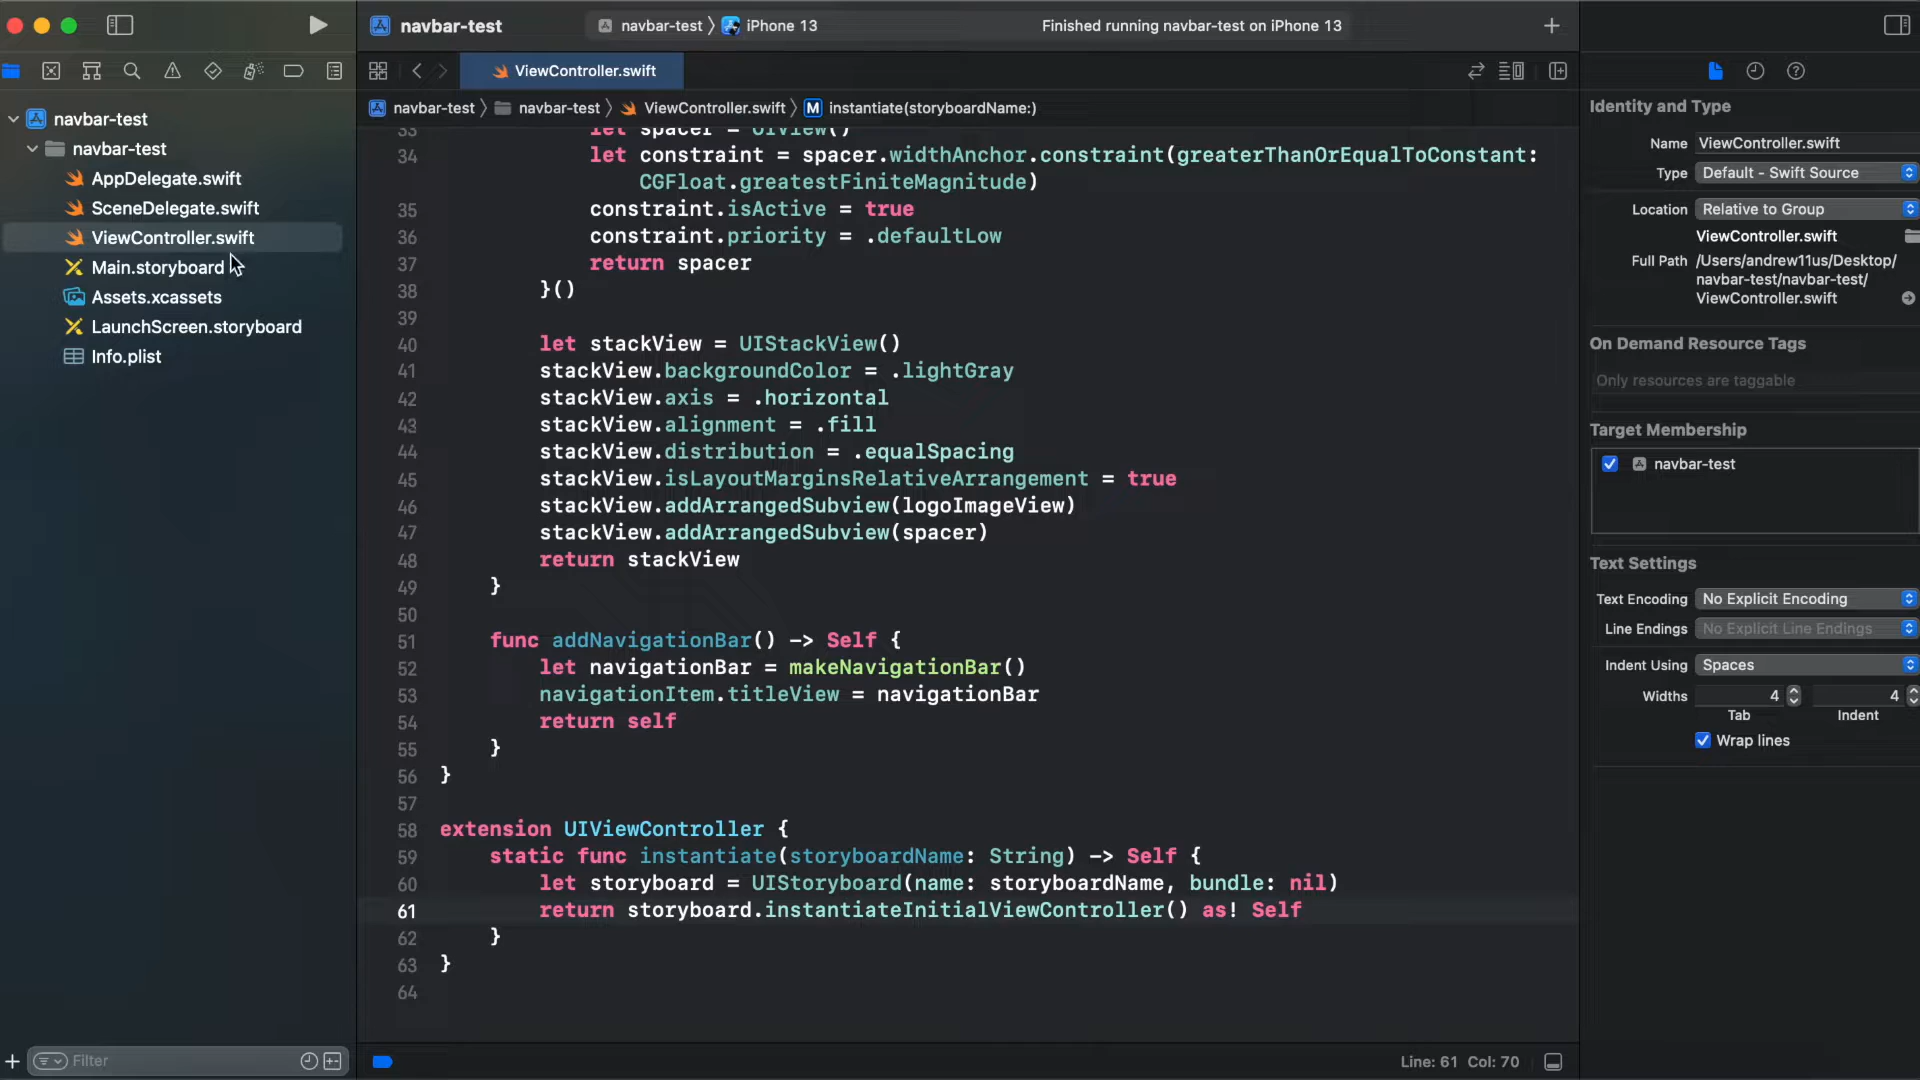 navbar-test
navbar-test
iPhone 13
Finished running navbar-test on iPhone 13
ViewController.swift
navbar-test
navbar-test
ViewController.swift
M
instantiate(storyboardName:)
navbar-test
navbar-test
AppDelegate.swift
SceneDelegate.swift
ViewController.swift
Main.storyboard
Assets.xcassets
LaunchScreen.storyboard
Info.plist
Filter
33 let spacer = UIView()
34 let constraint = spacer.widthAnchor.constraint(greaterThanOrEqualToConstant:
CGFloat.greatestFiniteMagnitude)
35 constraint.isActive = true
36 constraint.priority = .defaultLow
37 return spacer
38 }()
39
40 let stackView = UIStackView()
41 stackView.backgroundColor = .lightGray
42 stackView.axis = .horizontal
43 stackView.alignment = .fill
44 stackView.distribution = .equalSpacing
45 stackView.isLayoutMarginsRelativeArrangement = true
46 stackView.addArrangedSubview(logoImageView)
47 stackView.addArrangedSubview(spacer)
48 return stackView
49 }
50
51 func addNavigationBar() -> Self {
52 let navigationBar = makeNavigationBar()
53 navigationItem.titleView = navigationBar
54 return self
55 }
56 }
57
58 extension UIViewController {
59 static func instantiate(storyboardName: String) -> Self {
60 let storyboard = UIStoryboard(name: storyboardName, bundle: nil)
61 return storyboard.instantiateInitialViewController() as! Self
62 }
63 }
64
Line: 61 Col: 70
Identity and Type
Name ViewController.swift
Type Default - Swift Source
Location Relative to Group
ViewController.swift
Full Path /Users/andrew11us/Desktop/
navbar-test/navbar-test/
ViewController.swift
On Demand Resource Tags
Only resources are taggable
Target Membership
navbar-test
Text Settings
Text Encoding No Explicit Encoding
Line Endings No Explicit Line Endings
Indent Using Spaces
Widths 4 4
Tab Indent
Wrap lines